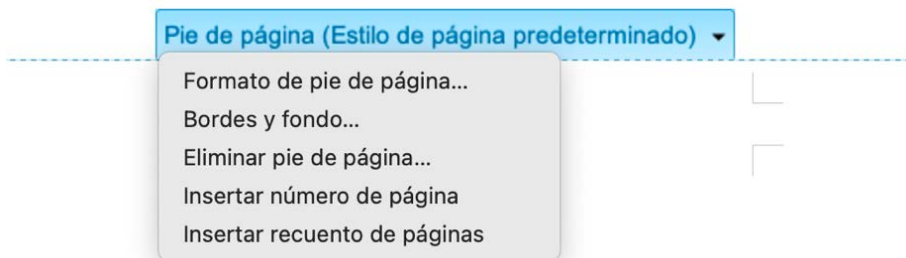 Pie de página (Estilo de página predeterminado)
Formato de pie de página...
Bordes y fondo...
Eliminar pie de página...
Insertar número de página
Insertar recuento de páginas